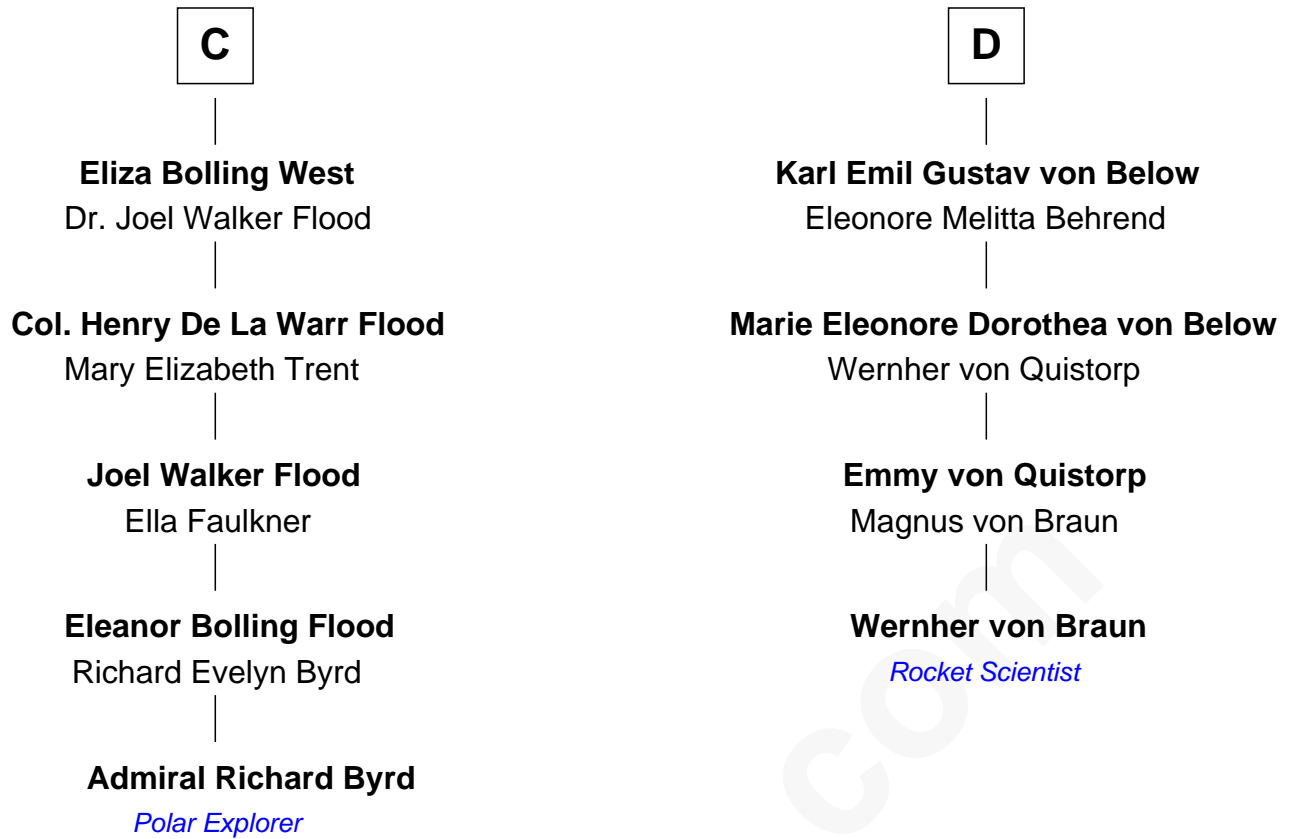 C
Eliza Bolling West
Dr. Joel Walker Flood
Col. Henry De La Warr Flood
Mary Elizabeth Trent
Joel Walker Flood
Ella Faulkner
Eleanor Bolling Flood
Richard Evelyn Byrd
Admiral Richard Byrd
Polar Explorer
D
Karl Emil Gustav von Below
Eleonore Melitta Behrend
Marie Eleonore Dorothea von Below
Wernher von Quistorp
Emmy von Quistorp
Magnus von Braun
Wernher von Braun
Rocket Scientist
com